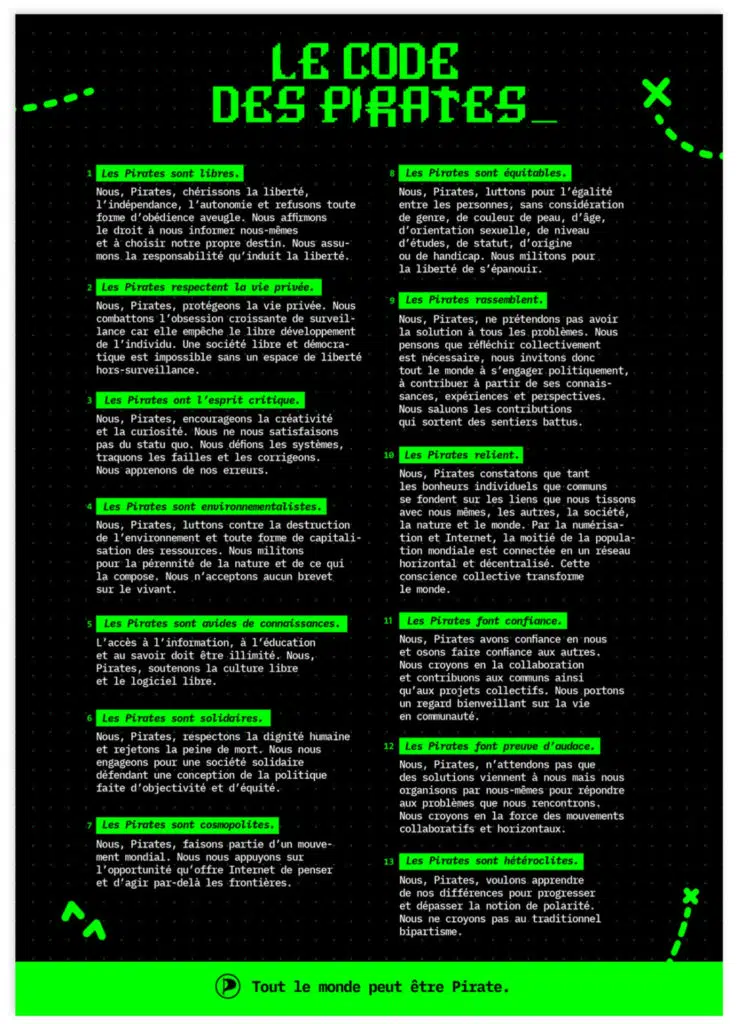 LE CODE
DES PIRATES_
1 Les Pirates sont libres.
Nous, Pirates, chérissons la liberté,
l’indépendance, l’autonomie et refusons toute
forme d’obédience aveugle. Nous affirmons
le droit à nous informer nous-mêmes
et à choisir notre propre destin. Nous assu-
mons la responsabilité qu’induit la liberté.
2 Les Pirates respectent la vie privée.
Nous, Pirates, protégeons la vie privée. Nous
combattons l’obsession croissante de surveil-
lance car elle empêche le libre développement
de l’individu. Une société libre et démocra-
tique est impossible sans un espace de liberté
hors-surveillance.
3 Les Pirates ont l’esprit critique.
Nous, Pirates, encourageons la créativité
et la curiosité. Nous ne nous satisfaisons
pas du statu quo. Nous défions les systèmes,
traquons les failles et les corrigeons.
Nous apprenons de nos erreurs.
4 Les Pirates sont environnementalistes.
Nous, Pirates, luttons contre la destruction
de l’environnement et toute forme de capitali-
sation des ressources. Nous militons
pour la pérennité de la nature et de ce qui
la compose. Nous n’acceptons aucun brevet
sur le vivant.
5 Les Pirates sont avides de connaissances.
L’accès à l’information, à l’éducation
et au savoir doit être illimité. Nous,
Pirates, soutenons la culture libre
et le logiciel libre.
6 Les Pirates sont solidaires.
Nous, Pirates, respectons la dignité humaine
et rejetons la peine de mort. Nous nous
engageons pour une société solidaire
défendant une conception de la politique
faite d’objectivité et d’équité.
7 Les Pirates sont cosmopolites.
Nous, Pirates, faisons partie d’un mouve-
ment mondial. Nous nous appuyons sur
l’opportunité qu’offre Internet de penser
et d’agir par-delà les frontières.
8 Les Pirates sont équitables.
Nous, Pirates, luttons pour l’égalité
entre les personnes, sans considération
de genre, de couleur de peau, d’âge,
d’orientation sexuelle, de niveau
d’études, de statut, d’origine
ou de handicap. Nous militons pour
la liberté de s’épanouir.
9 Les Pirates rassemblent.
Nous, Pirates, ne prétendons pas avoir
la solution à tous les problèmes. Nous
pensons que réfléchir collectivement
est nécessaire, nous invitons donc
tout le monde à s’engager politiquement,
à contribuer à partir de ses connais-
sances, expériences et perspectives.
Nous saluons les contributions
qui sortent des sentiers battus.
10 Les Pirates relient.
Nous, Pirates constatons que tant
les bonheurs individuels que communs
se fondent sur les liens que nous tissons
avec nous mêmes, les autres, la société,
la nature et le monde. Par la numérisa-
tion et Internet, la moitié de la popula-
tion mondiale est connectée en un réseau
horizontal et décentralisé. Cette
conscience collective transforme
le monde.
11 Les Pirates font confiance.
Nous, Pirates avons confiance en nous
et osons faire confiance aux autres.
Nous croyons en la collaboration
et contribuons aux communs ainsi
qu’aux projets collectifs. Nous portons
un regard bienveillant sur la vie
en communauté.
12 Les Pirates font preuve d’audace.
Nous, Pirates, n’attendons pas que
des solutions viennent à nous mais nous
organisons par nous-mêmes pour répondre
aux problèmes que nous rencontrons.
Nous croyons en la force des mouvements
collaboratifs et horizontaux.
13 Les Pirates sont hétéroclites.
Nous, Pirates, voulons apprendre
de nos différences pour progresser
et dépasser la notion de polarité.
Nous ne croyons pas au traditionnel
bipartisme.
Tout le monde peut être Pirate.